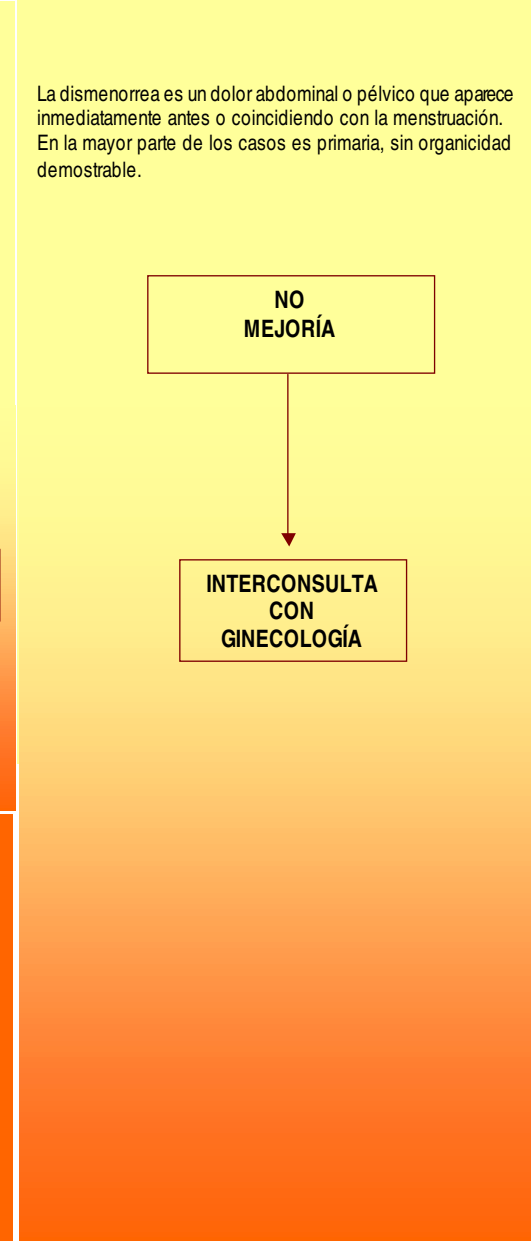 La dismenorrea es un dolor abdominal o pélvico que aparece
inmediatamente antes o coincidiendo con la menstruación.
En la mayor parte de los casos es primaria, sin organicidad
demostrable.
NO
MEJORÍA
INTERCONSULTA
CON
GINECOLOGÍA